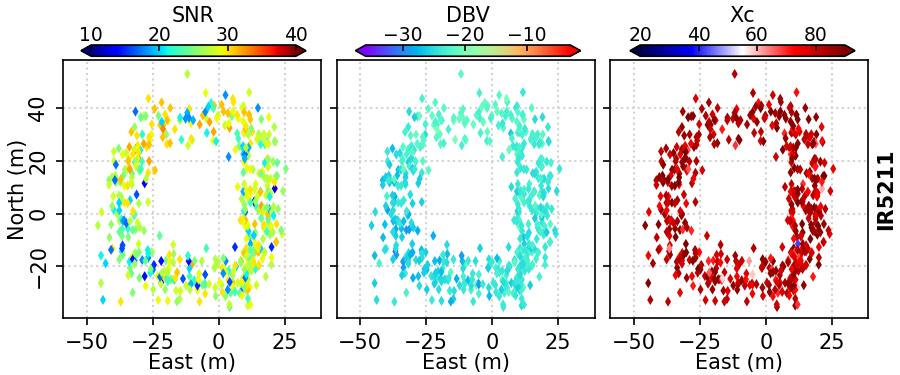 SNR DBV Xc
10 20 30 40 −30 −20 −10 20 40 60 80
40
20
0
−20
North (m)
IR5211
−50 −25 0 25 −50 −25 0 25 −50 −25 0 25
East (m) East (m) East (m)